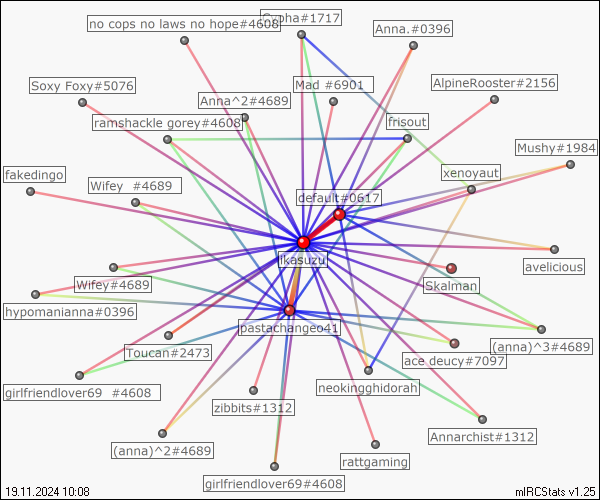 no cops no laws no hope#4608
Cypha#1717
Anna.#0396
Soxy Foxy#5076
Mad #6901
AlpineRooster#2156
Anna^2#4689
ramshackle gorey#4608
frisout
Mushy#1984
fakedingo
Wifey #4689
xenoyaut
default#0617
ikasuzu
avelicious
Wifey#4689
Skalman
hypomanianna#0396
pastachangeo41
(anna)^3#4689
Toucan#2473
ace deucy#7097
girlfriendlover69 #4608
neokingghidorah
zibbits#1312
Annarchist#1312
(anna)^2#4689
rattgaming
girlfriendlover69#4608
19.11.2024 10:08
mIRCStats v1.25